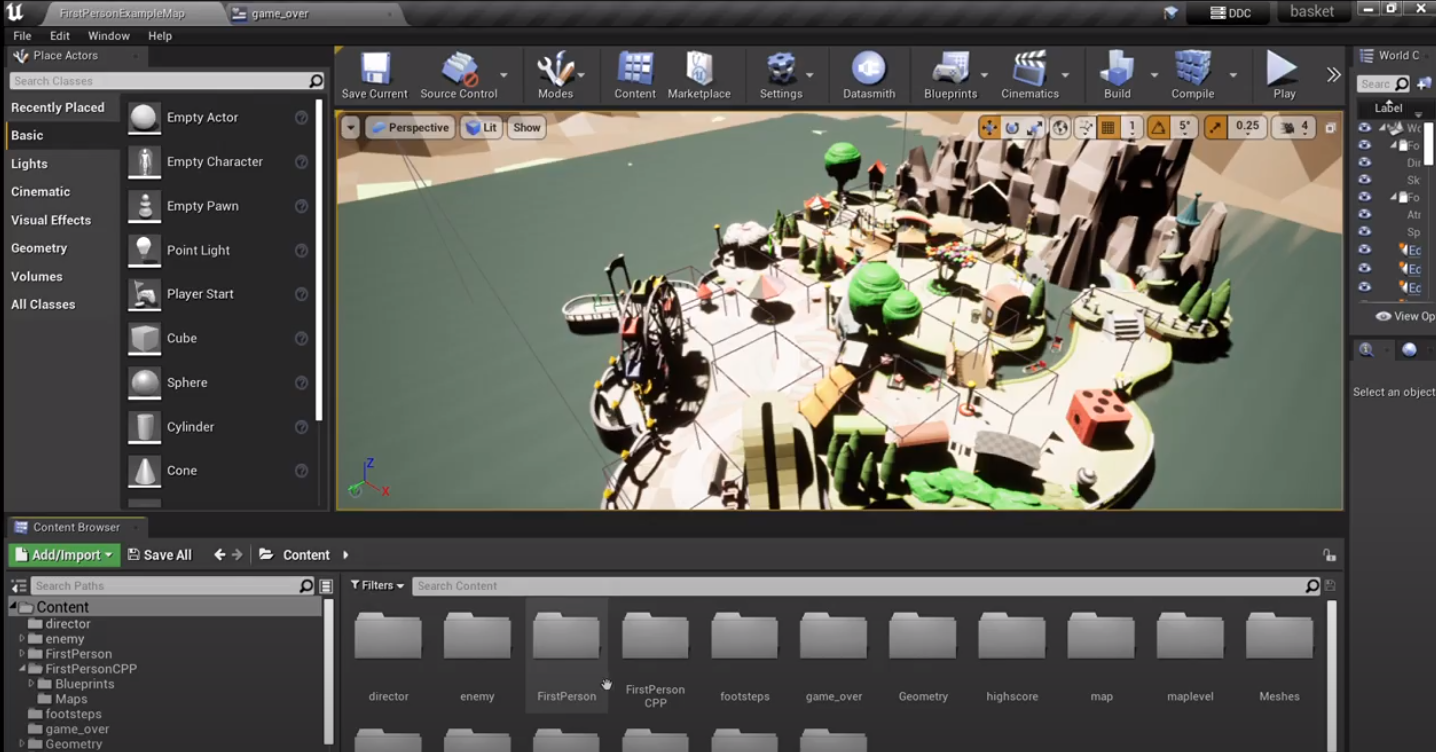 FirstPersonExampleMap
game_over
DDC
basket
File Edit Window Help
Place Actors
Search Classes
Recently Placed
Basic
Lights
Cinematic
Visual Effects
Geometry
Volumes
All Classes
Empty Actor
Empty Character
Empty Pawn
Point Light
Player Start
Cube
Sphere
Cylinder
Cone
Save Current
Source Control
Modes
Content
Marketplace
Settings
Datasmith
Blueprints
Cinematics
Build
Compile
Play
Perspective
Lit
Show
1
5°
0.25
4
Z
X
World C
Searc
Label
Wo
Fo
Dir
Sk
Fo
Atr
Sp
Ec
Ec
Ec
View Op
Select an object
Content Browser
Add/Import
Save All
Content
Search Paths
Filters
Search Content
Content
director
enemy
FirstPerson
FirstPersonCPP
Blueprints
Maps
footsteps
game_over
Geometry
director
enemy
FirstPerson
FirstPerson
CPP
footsteps
game_over
Geometry
highscore
map
maplevel
Meshes